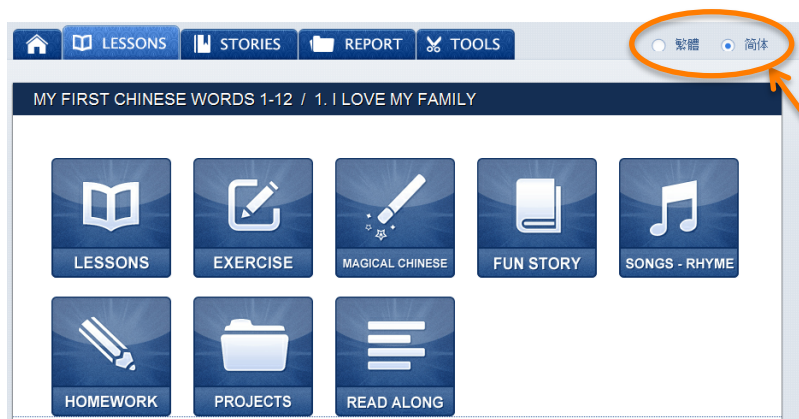 LESSONS STORIES REPORT TOOLS 繁體 简体
MY FIRST CHINESE WORDS 1-12 / 1. I LOVE MY FAMILY
LESSONS EXERCISE MAGICAL CHINESE FUN STORY SONGS - RHYME
HOMEWORK PROJECTS READ ALONG